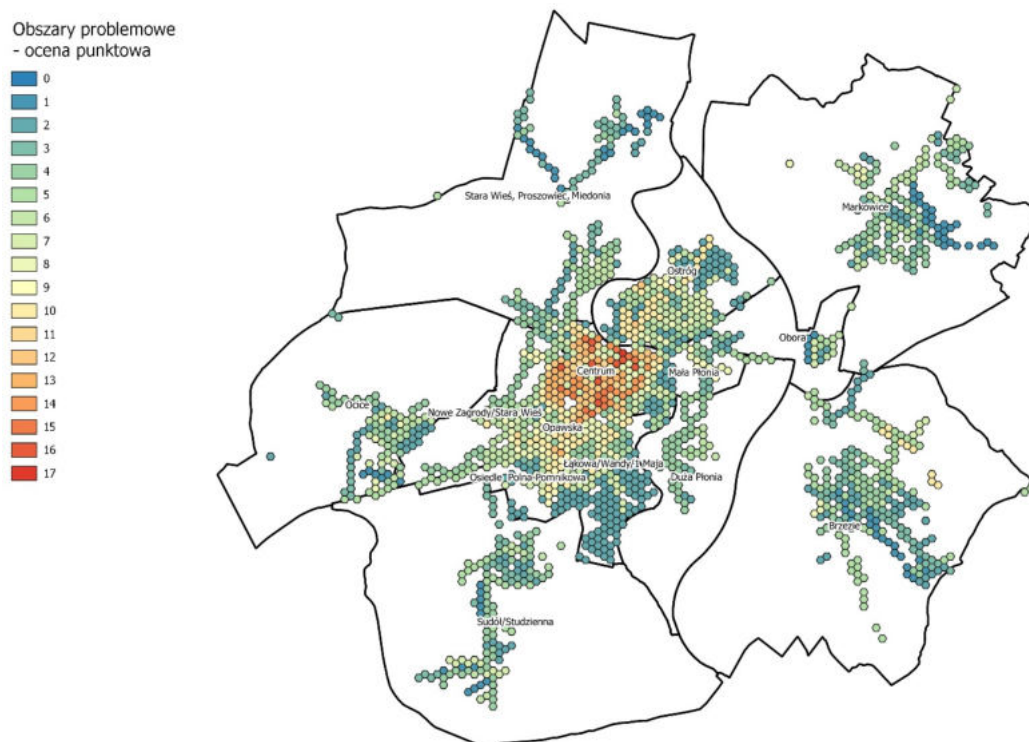 Obszary problemowe
- ocena punktowa
0
1
2
3
4
5
6
7
8
9
10
11
12
13
14
15
16
17
Stara Wieś, Proszowiec, Miedonia
Markowice
Ostróg
Obora
Centrum
Mała Płonia
Ocice
Nowe Zagrody/Stara Wieś
Opawska
Łąkowa/Wandy/1 Maja
Osiedle Polna-Pomnikowa
Duża Płonia
Brzezie
Sudół/Studzienna